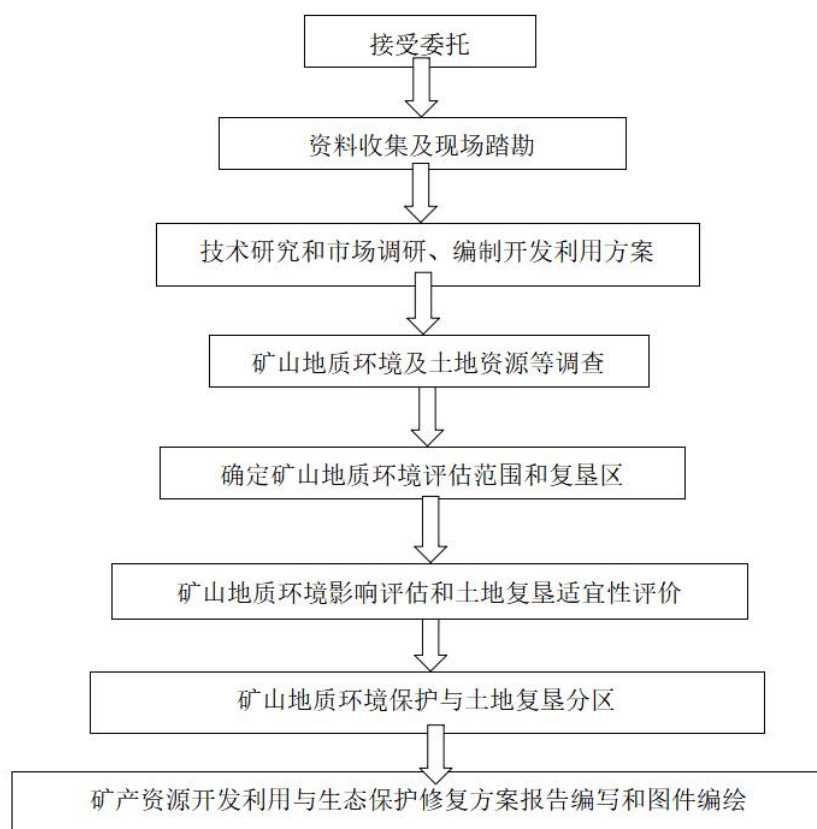 接受委托
资料收集及现场踏勘
技术研究和市场调研、编制开发利用方案
矿山地质环境及土地资源等调查
确定矿山地质环境评估范围和复垦区
矿山地质环境影响评估和土地复垦适宜性评价
矿山地质环境保护与土地复垦分区
矿产资源开发利用与生态保护修复方案报告编写和图件编绘